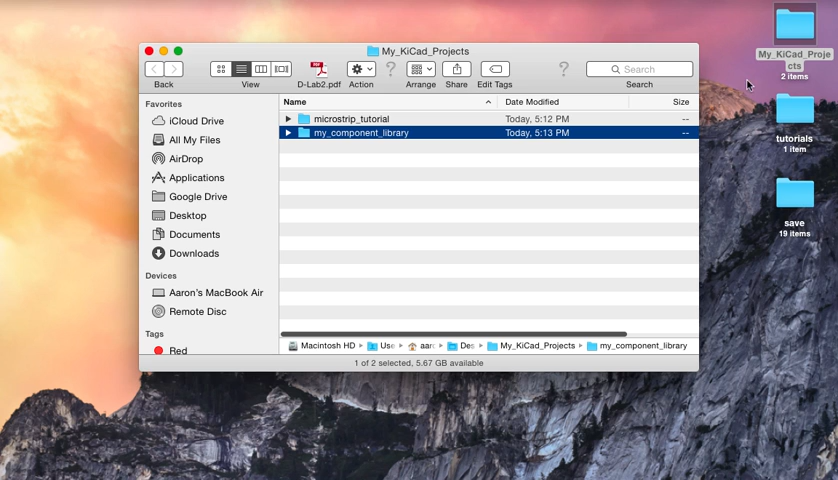 My_KiCad_Projects
Back
View
D-Lab2.pdf
Action
?
Arrange
Share
Edit Tags
?
Search
Search
Favorites
iCloud Drive
All My Files
AirDrop
Applications
Google Drive
Desktop
Documents
Downloads
Devices
Aaron's MacBook Air
Remote Disc
Tags
Red
Name
Date Modified
Size
microstrip_tutorial
Today, 5:12 PM
--
my_component_library
Today, 5:13 PM
--
Macintosh HD
Use
aarc
Des
My_KiCad_Projects
my_component_library
1 of 2 selected, 5.67 GB available
My_KiCad_Proje
cts
2 items
tutorials
1 item
save
19 items